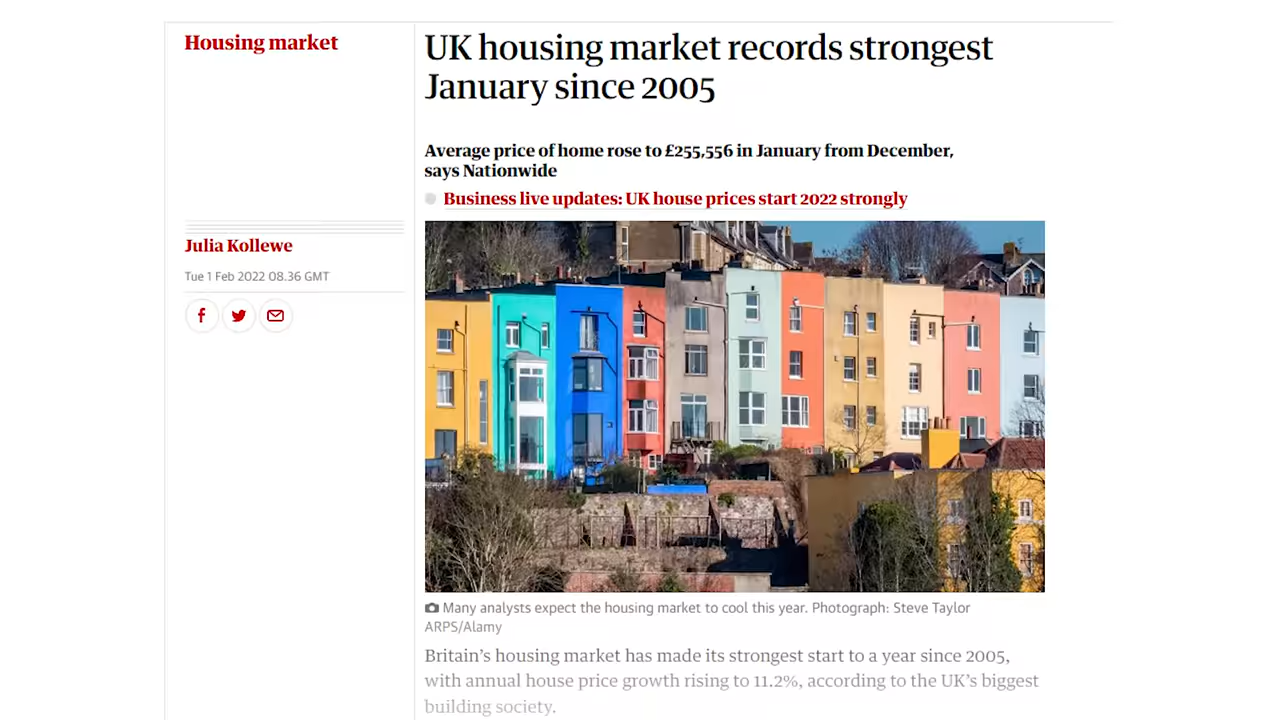 Housing market
UK housing market records strongest
January since 2005
Average price of home rose to £255,556 in January from December,
says Nationwide
Business live updates: UK house prices start 2022 strongly
Julia Kollewe
Tue 1 Feb 2022 08.36 GMT
Many analysts expect the housing market to cool this year. Photograph: Steve Taylor
ARPS/Alamy
Britain’s housing market has made its strongest start to a year since 2005,
with annual house price growth rising to 11.2%, according to the UK’s biggest
building society.